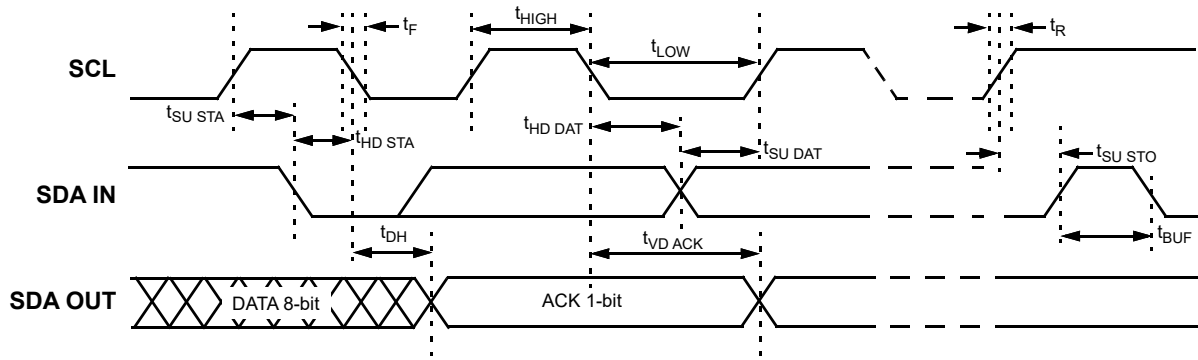 tHIGH
tF
tR
tLOW
SCL
tSU STA
tHD STA
tHD DAT
tSU DAT
tSU STO
SDA IN
tDH
tVD ACK
tBUF
SDA OUT
DATA 8-bit
ACK 1-bit